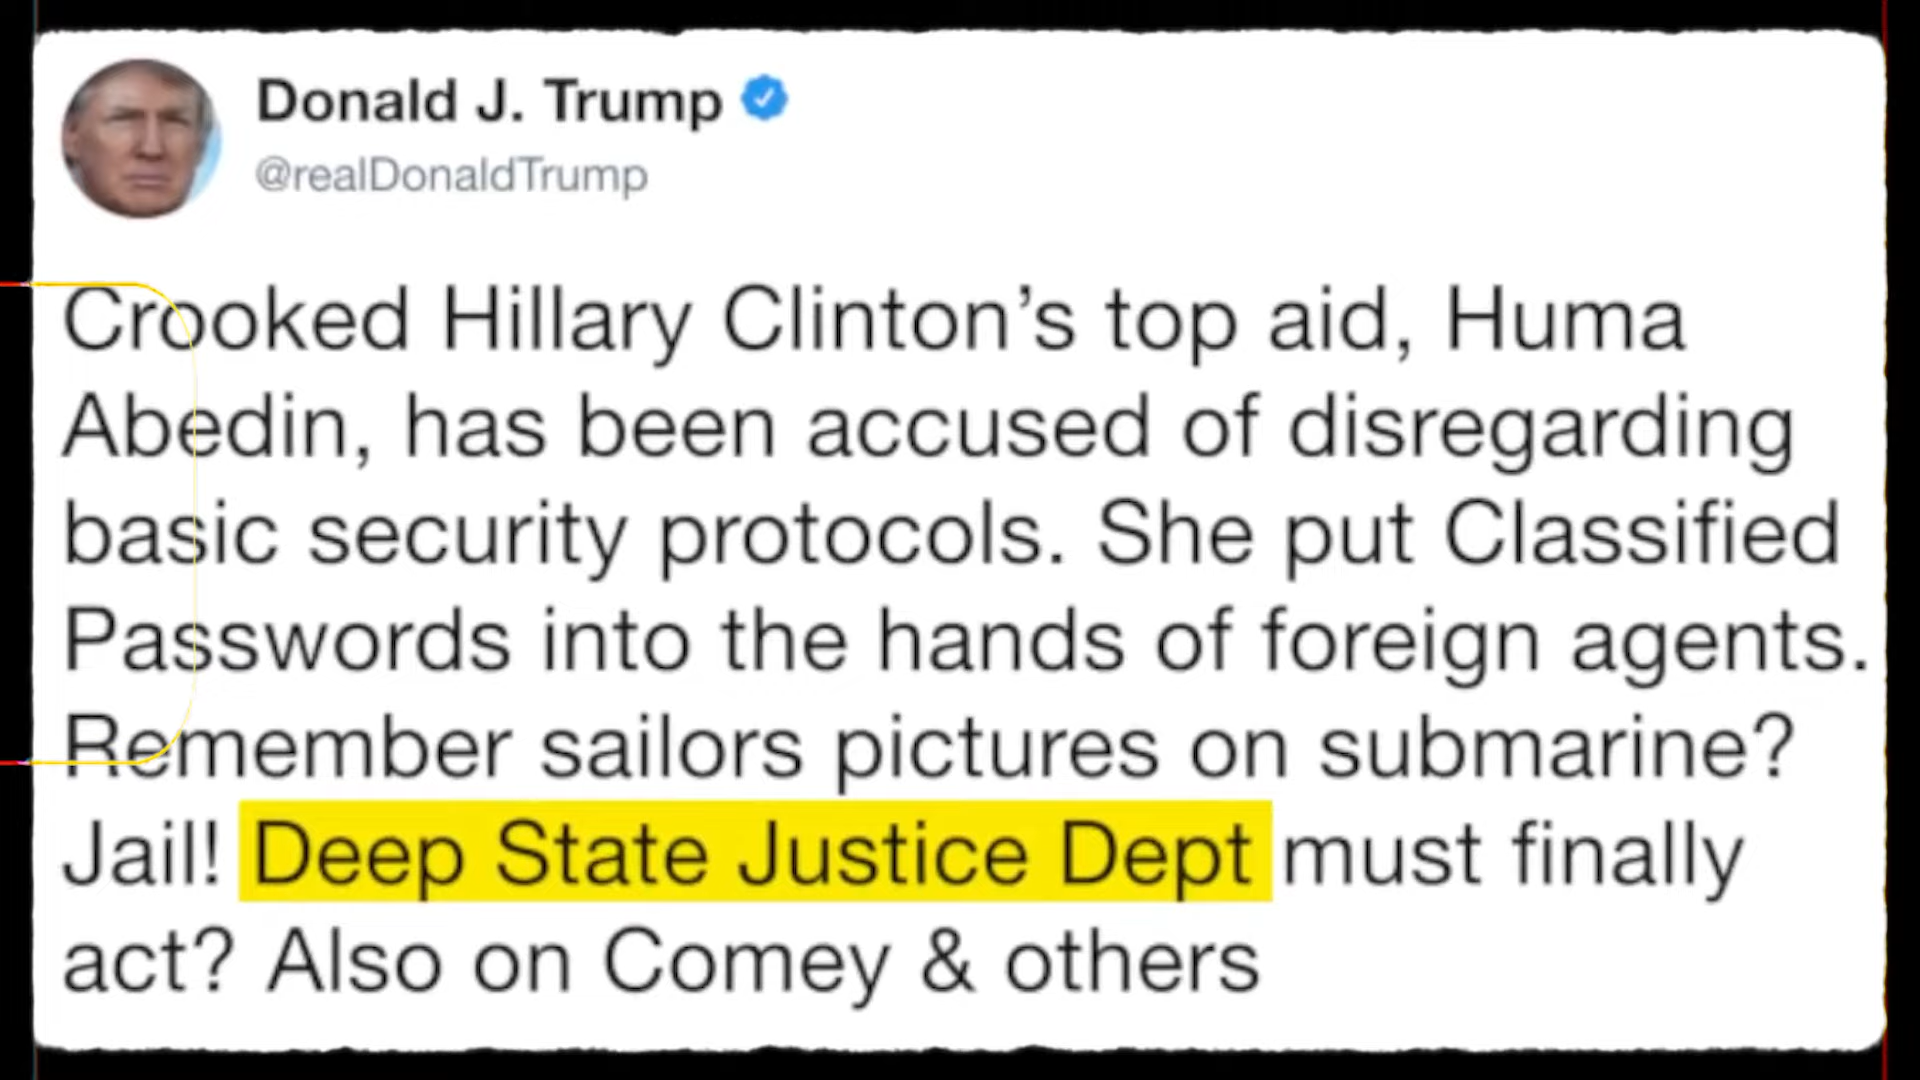 Donald J. Trump
@realDonaldTrump
Crooked Hillary Clinton’s top aid, Huma
Abedin, has been accused of disregarding
basic security protocols. She put Classified
Passwords into the hands of foreign agents.
Remember sailors pictures on submarine?
Jail! Deep State Justice Dept must finally
act? Also on Comey & others